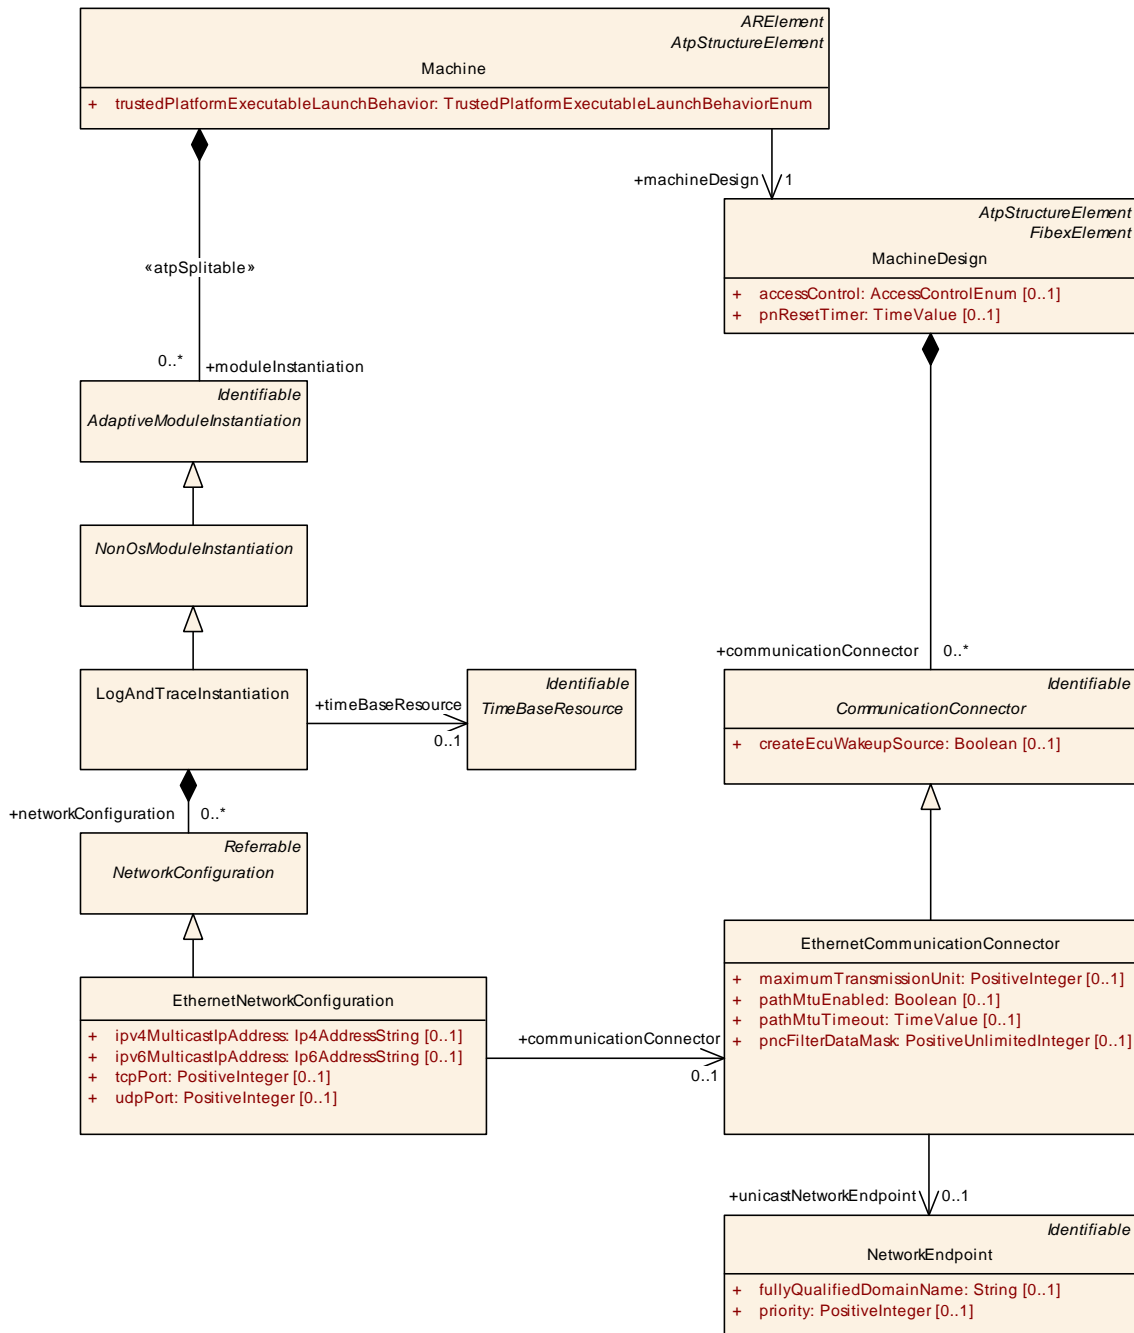 ARElement
AtpStructureElement
Machine
+ trustedPlatformExecutableLaunchBehavior: TrustedPlatformExecutableLaunchBehaviorEnum
+machineDesign
1
AtpStructureElement
FibexElement
MachineDesign
+ accessControl: AccessControlEnum [0..1]
+ pnResetTimer: TimeValue [0..1]
«atpSplitable»
0..*
+moduleInstantiation
Identifiable
AdaptiveModuleInstantiation
NonOsModuleInstantiation
+communicationConnector
0..*
LogAndTraceInstantiation
+timeBaseResource
0..1
Identifiable
TimeBaseResource
Identifiable
CommunicationConnector
+ createEcuWakeupSource: Boolean [0..1]
+networkConfiguration
0..*
Referrable
NetworkConfiguration
EthernetNetworkConfiguration
+ ipv4MulticastIpAddress: Ip4AddressString [0..1]
+ ipv6MulticastIpAddress: Ip6AddressString [0..1]
+ tcpPort: PositiveInteger [0..1]
+ udpPort: PositiveInteger [0..1]
+communicationConnector
0..1
EthernetCommunicationConnector
+ maximumTransmissionUnit: PositiveInteger [0..1]
+ pathMtuEnabled: Boolean [0..1]
+ pathMtuTimeout: TimeValue [0..1]
+ pncFilterDataMask: PositiveUnlimitedInteger [0..1]
+unicastNetworkEndpoint
0..1
Identifiable
NetworkEndpoint
+ fullyQualifiedDomainName: String [0..1]
+ priority: PositiveInteger [0..1]